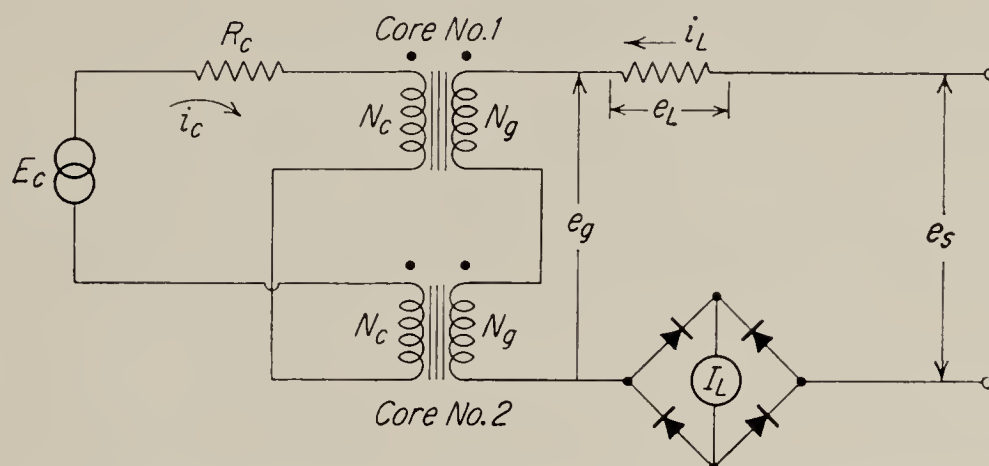 Core No.1
R_c
i_L
i_c
N_c
N_g
e_L
E_c
e_g
e_s
N_c
N_g
I_L
Core No.2